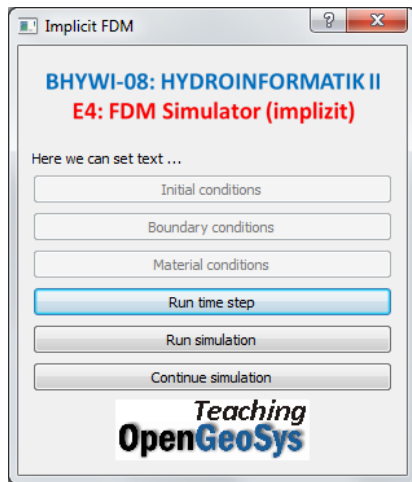 Implicit FDM
BHYWI-08: HYDROINFORMATIK II
E4: FDM Simulator (implizit)
Here we can set text ...
Initial conditions
Boundary conditions
Material conditions
Run time step
Run simulation
Continue simulation
Teaching
OpenGeoSys